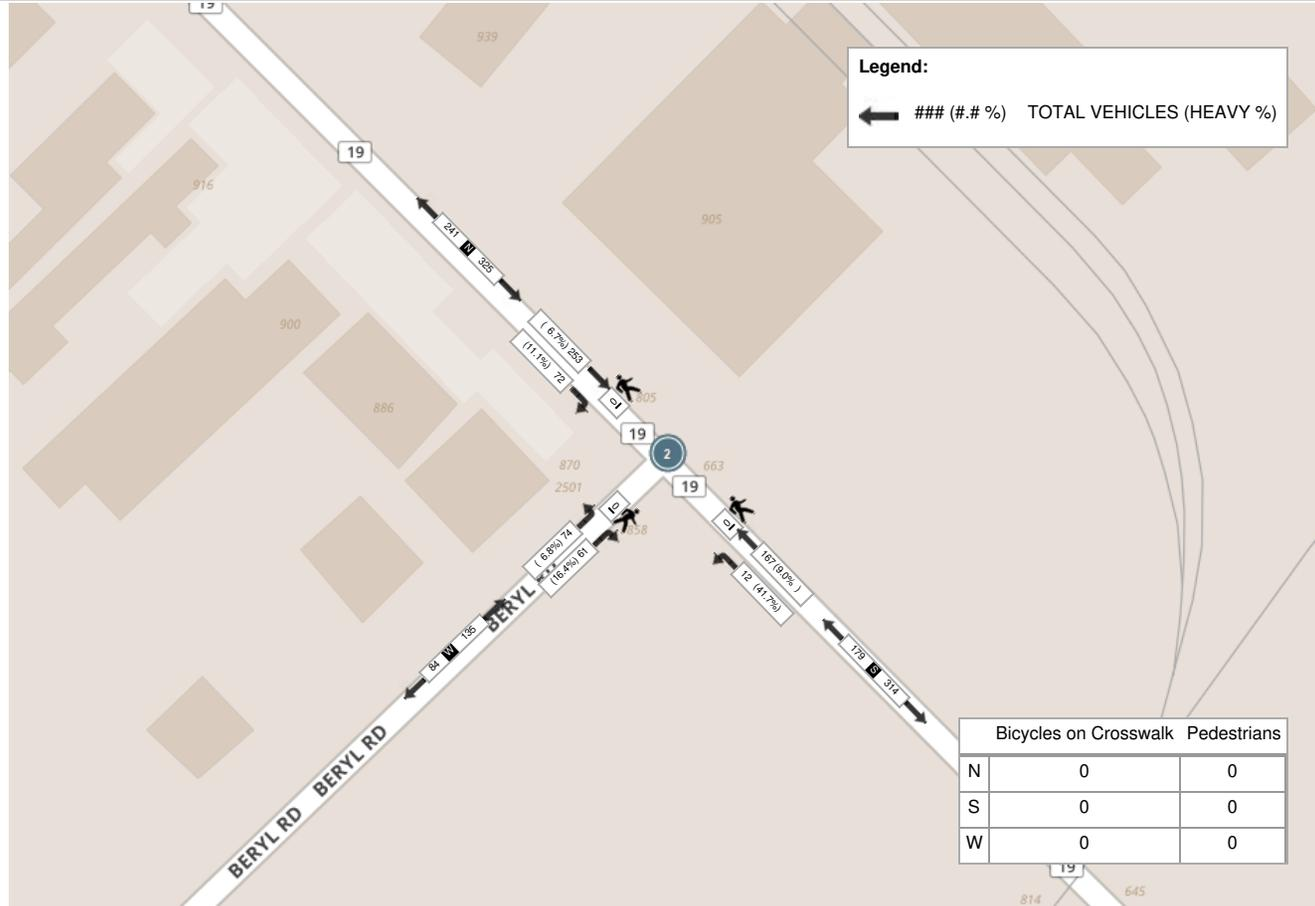 19
939
Legend:
### (#.# %) TOTAL VEHICLES (HEAVY %)
19
916
905
241 N 325
900
( 6.7%) 253
(11.1%) 72
0
805
886
19
2
870
663
2501
19
0
858
0
( 6.8%) 74
(16.4%) 61
167 (9.0% )
12 (41.7%)
BERYL
84 W 135
179 S 314
BERYL RD
BERYL RD
Bicycles on Crosswalk Pedestrians
N 0 0
S 0 0
W 0 0
19
814
645